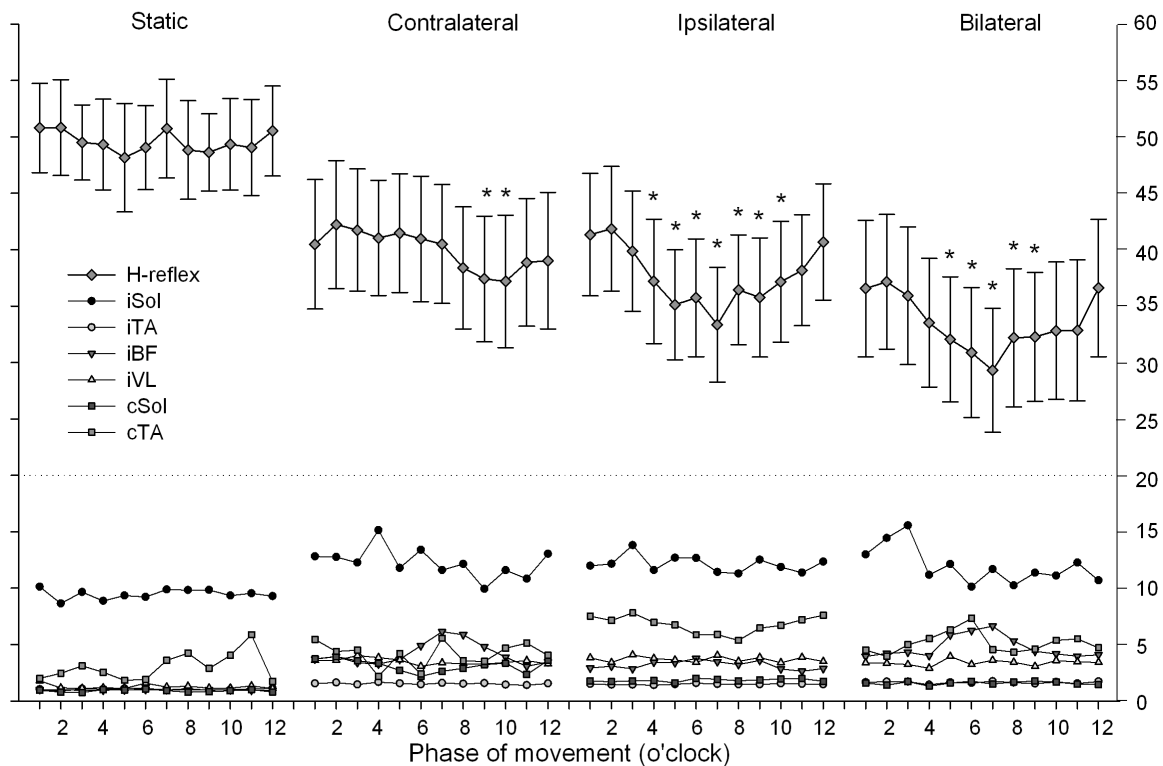 Static Contralateral Ipsilateral Bilateral
60
55
50
45
* *
* * * * * * *
* * * * *
40
35
30
25
20
15
10
5
0
H-reflex
iSol
iTA
iBF
iVL
cSol
cTA
2 4 6 8 10 12 2 4 6 8 10 12 2 4 6 8 10 12 2 4 6 8 10 12
Phase of movement (o'clock)